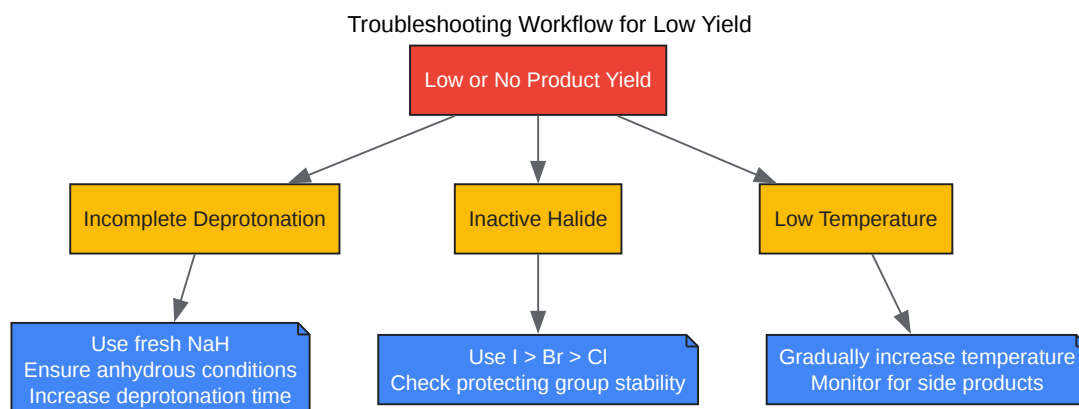 Troubleshooting Workflow for Low Yield
Low or No Product Yield
Incomplete Deprotonation
Inactive Halide
Low Temperature
Use fresh NaH
Ensure anhydrous conditions
Increase deprotonation time
Use I > Br > Cl
Check protecting group stability
Gradually increase temperature
Monitor for side products